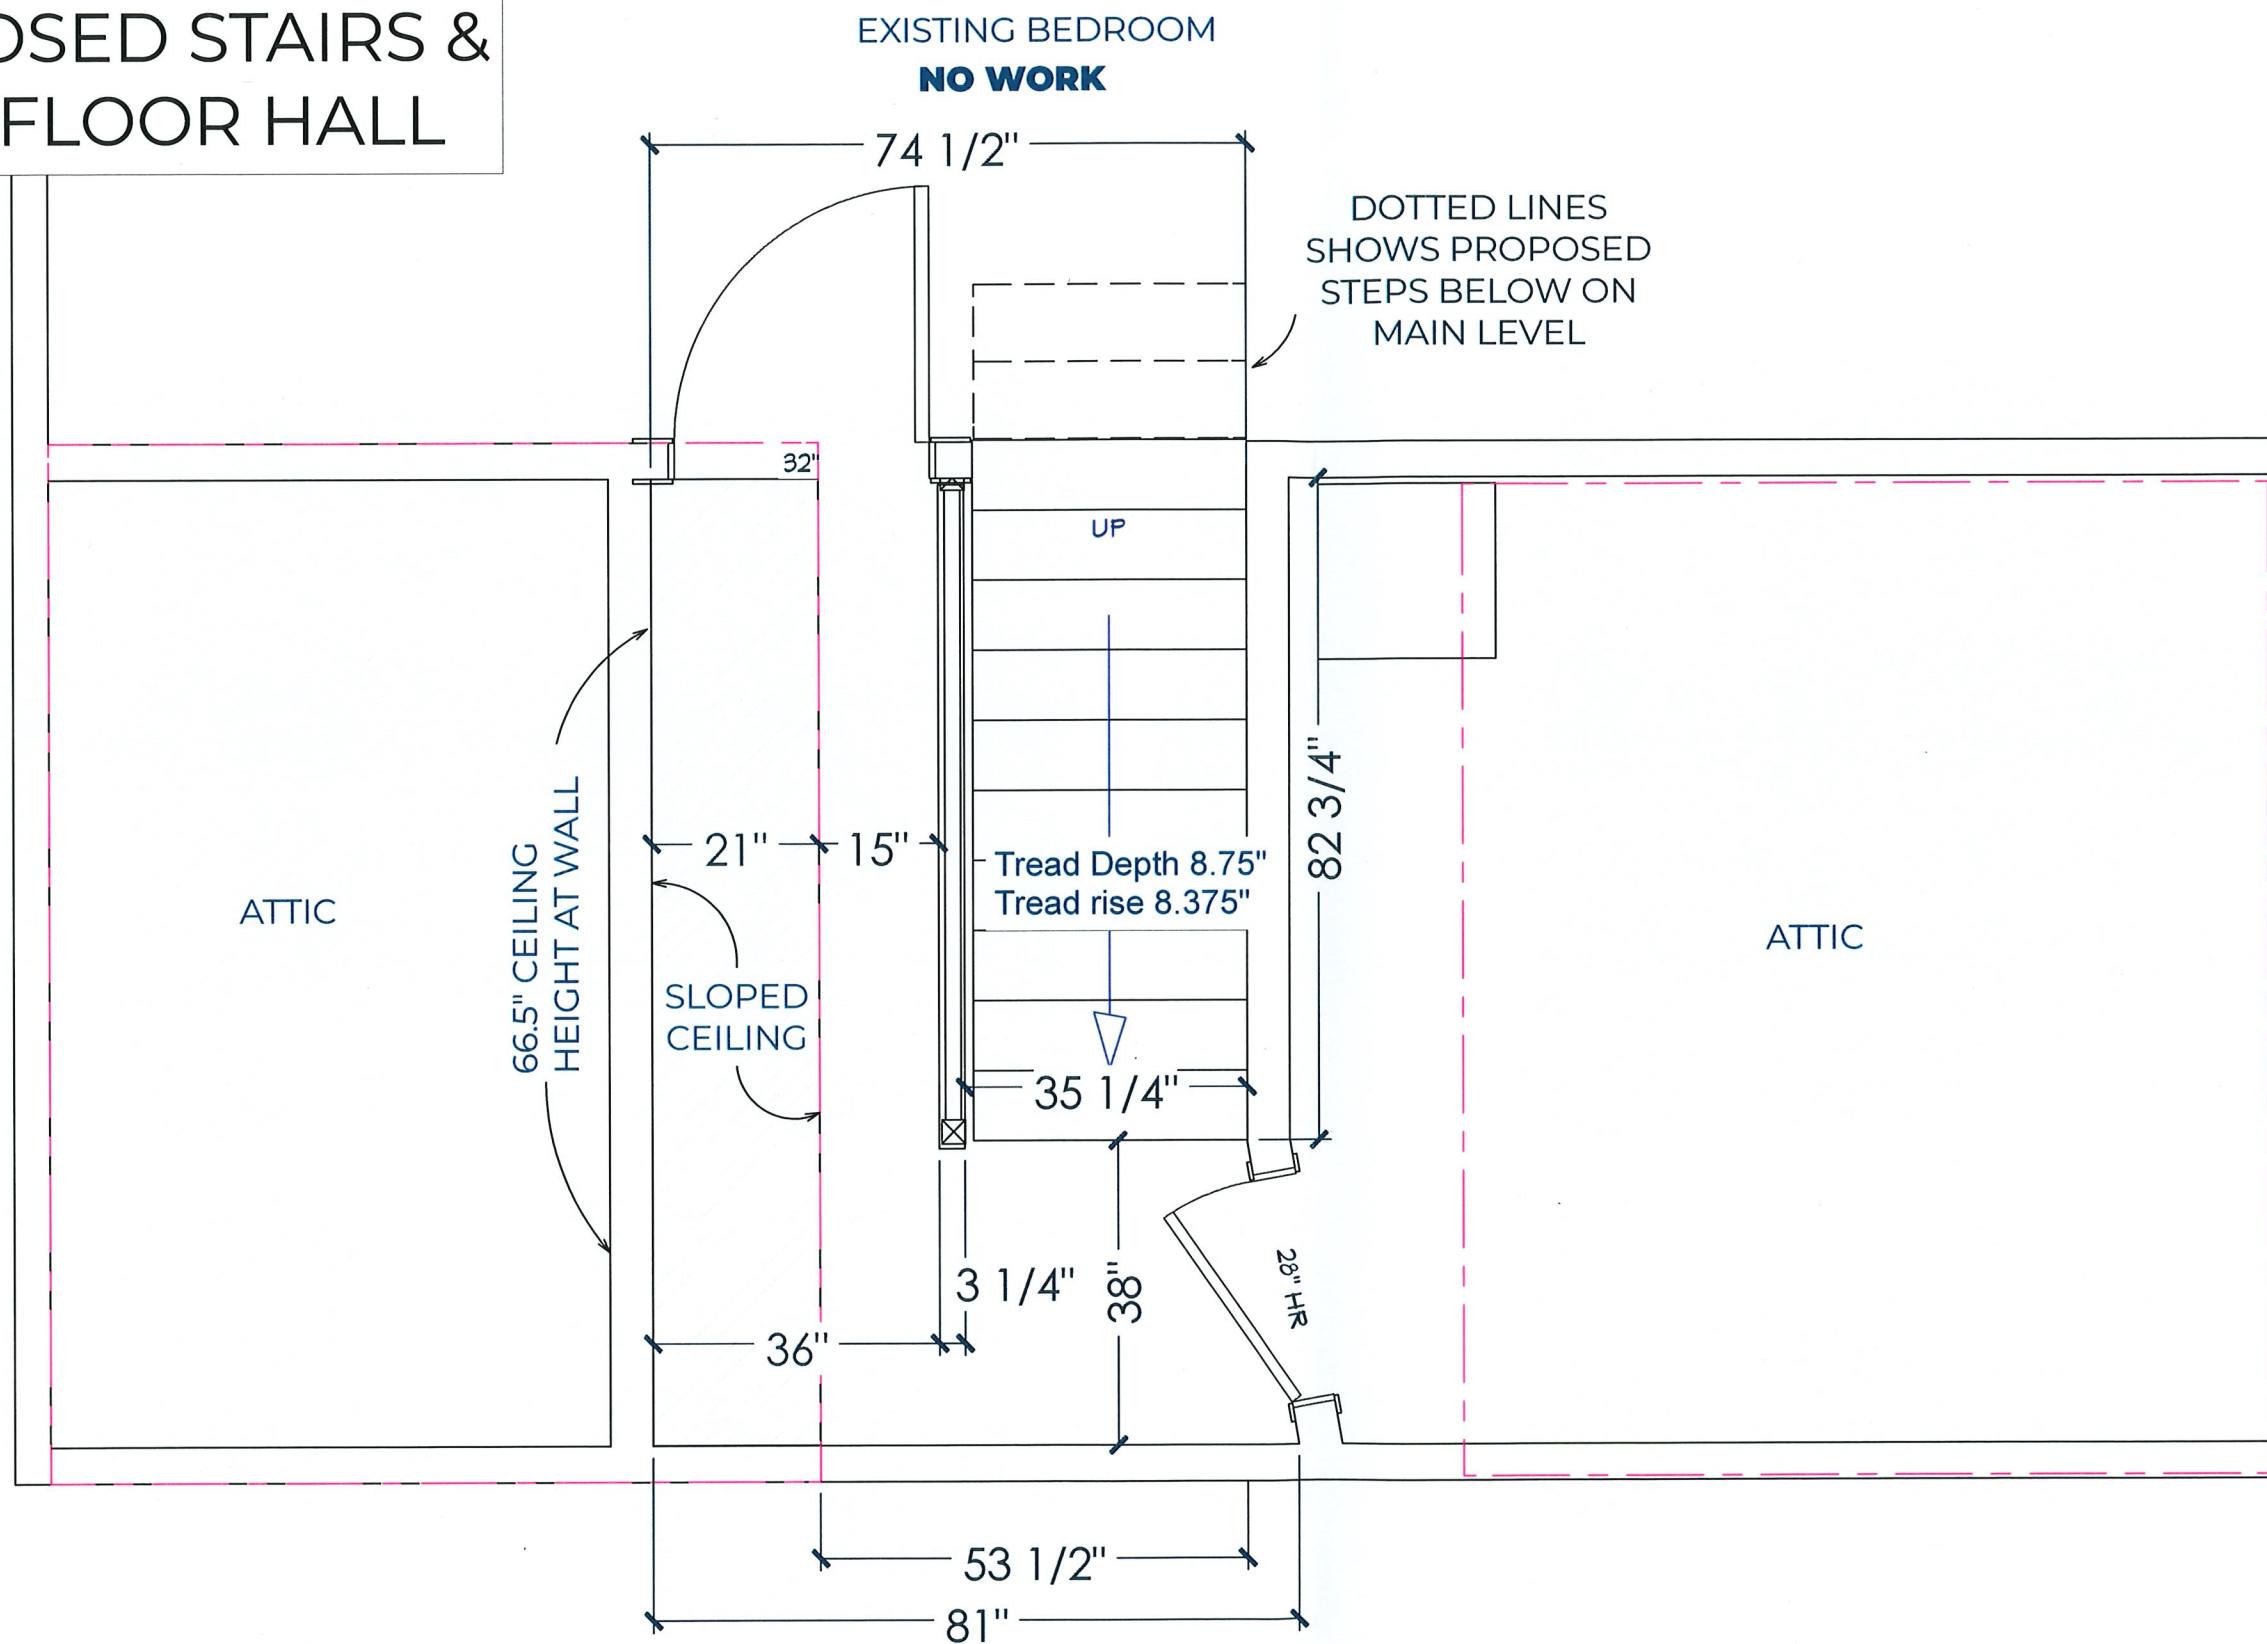 OSED STAIRS &
FLOOR HALL
EXISTING BEDROOM
NO WORK
74 1/2"
DOTTED LINES
SHOWS PROPOSED
STEPS BELOW ON
MAIN LEVEL
32"
UP
82 3/4"
21"
15"
Tread Depth 8.75"
Tread rise 8.375"
ATTIC
66.5" CEILING
HEIGHT AT WALL
ATTIC
SLOPED
CEILING
35 1/4"
3 1/4"
38"
28" HR
36"
53 1/2"
81"